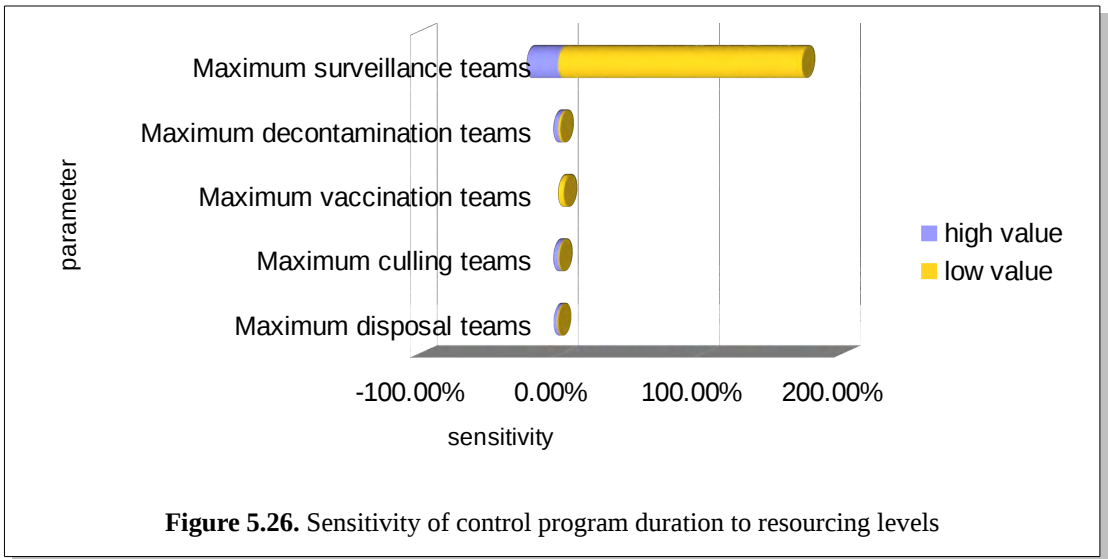 Maximum surveillance teams
Maximum decontamination teams
Maximum vaccination teams
Maximum culling teams
Maximum disposal teams
parameter
high value
low value
-100.00% 0.00% 100.00% 200.00%
sensitivity
Figure 5.26. Sensitivity of control program duration to resourcing levels